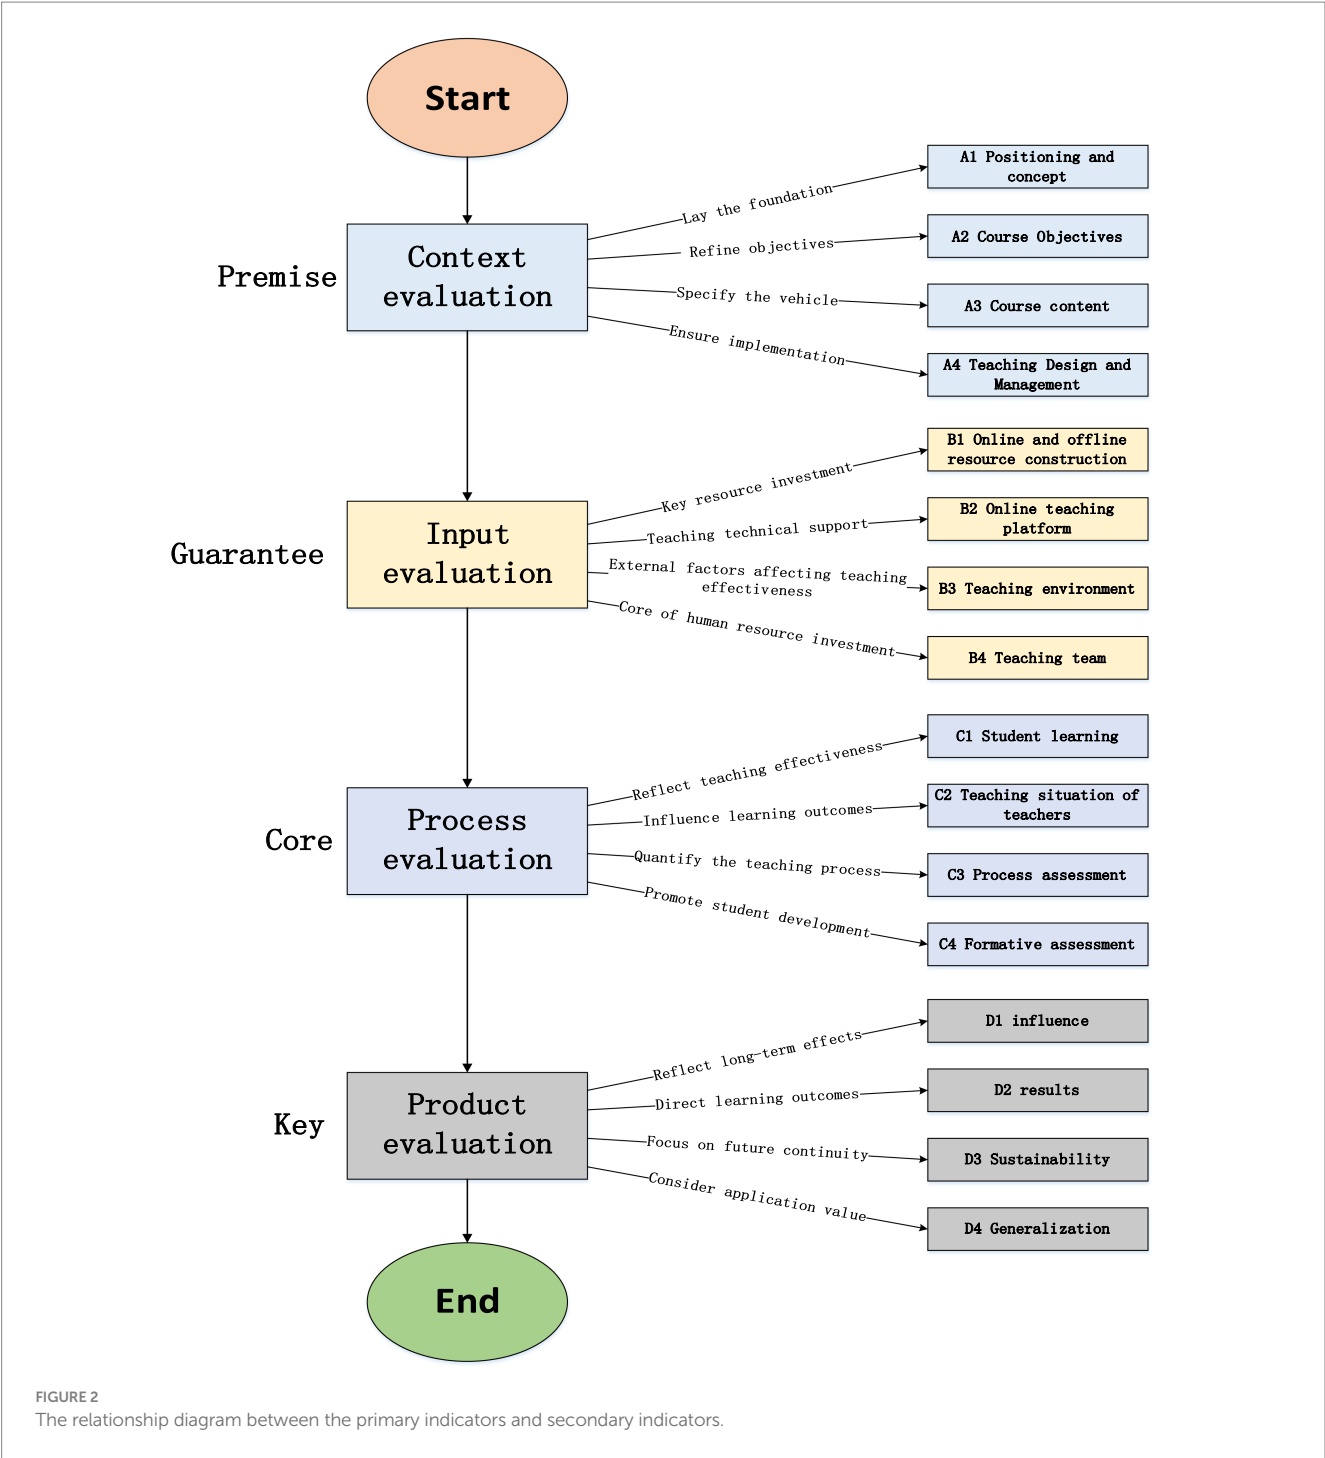 Start
Premise
Context
evaluation
Lay the foundation
A1 Positioning and
concept
Refine objectives
A2 Course Objectives
Specify the vehicle
A3 Course content
Ensure implementation
A4 Teaching Design and
Management
Guarantee
Input
evaluation
Key resource investment
B1 Online and offline
resource construction
Teaching technical support
B2 Online teaching
platform
External factors affecting teaching
effectiveness
B3 Teaching environment
Core of human resource investment
B4 Teaching team
Core
Process
evaluation
Reflect teaching effectiveness
C1 Student learning
Influence learning outcomes
C2 Teaching situation of
teachers
Quantify the teaching process
C3 Process assessment
Promote student development
C4 Formative assessment
Key
Product
evaluation
Reflect long-term effects
D1 influence
Direct learning outcomes
D2 results
Focus on future continuity
D3 Sustainability
Consider application value
D4 Generalization
End
FIGURE 2
The relationship diagram between the primary indicators and secondary indicators.